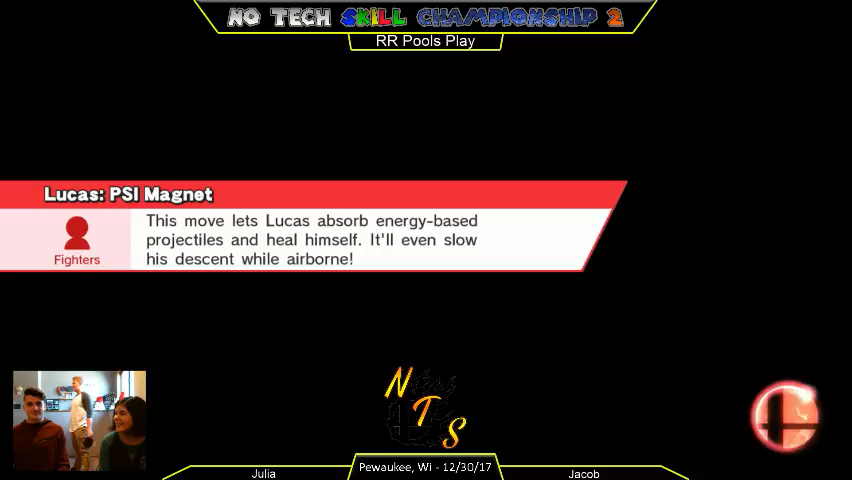 NO TECH SKILL CHAMPIONSHIP 2
RR Pools Play
Lucas: PSI Magnet
This move lets Lucas absorb energy-based
projectiles and heal himself. It'll even slow
his descent while airborne!
Fighters
N
T
S
Julia
Pewaukee, Wi - 12/30/17
Jacob